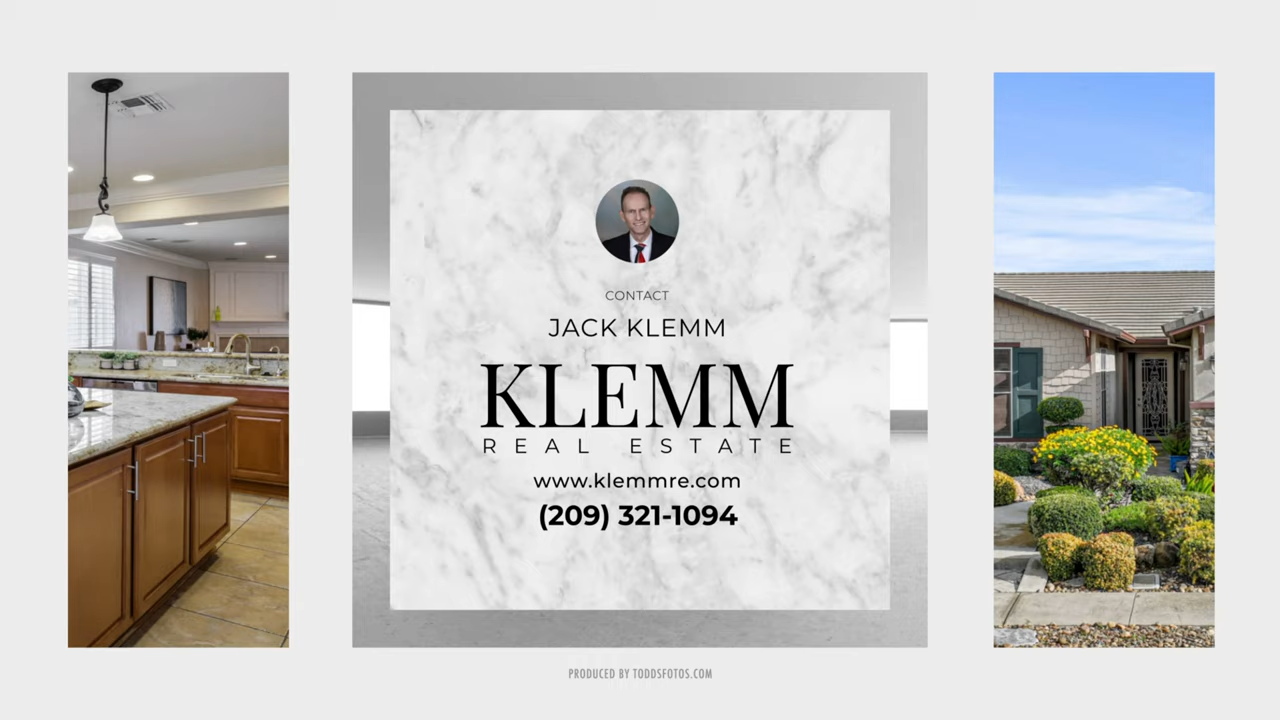 CONTACT
JACK KLEMM
KLEMM
REAL ESTATE
www.klemmre.com
(209) 321-1094
PRODUCED BY TODDSFOTOS.COM